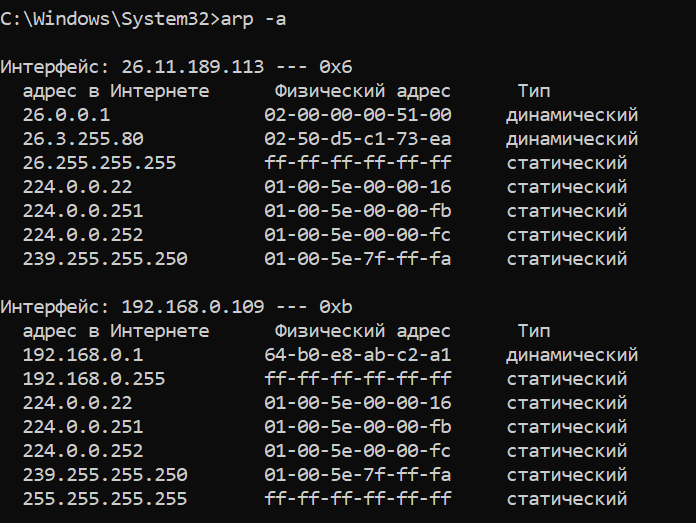 C:\Windows\System32>arp -a
Интерфейс: 26.11.189.113 --- 0x6
адрес в Интернете Физический адрес Тип
26.0.0.1 02-00-00-00-51-00 динамический
26.3.255.80 02-50-d5-c1-73-ea динамический
26.255.255.255 ff-ff-ff-ff-ff-ff статический
224.0.0.22 01-00-5e-00-00-16 статический
224.0.0.251 01-00-5e-00-00-fb статический
224.0.0.252 01-00-5e-00-00-fc статический
239.255.255.250 01-00-5e-7f-ff-fa статический
Интерфейс: 192.168.0.109 --- 0xb
адрес в Интернете Физический адрес Тип
192.168.0.1 64-b0-e8-ab-c2-a1 динамический
192.168.0.255 ff-ff-ff-ff-ff-ff статический
224.0.0.22 01-00-5e-00-00-16 статический
224.0.0.251 01-00-5e-00-00-fb статический
224.0.0.252 01-00-5e-00-00-fc статический
239.255.255.250 01-00-5e-7f-ff-fa статический
255.255.255.255 ff-ff-ff-ff-ff-ff статический